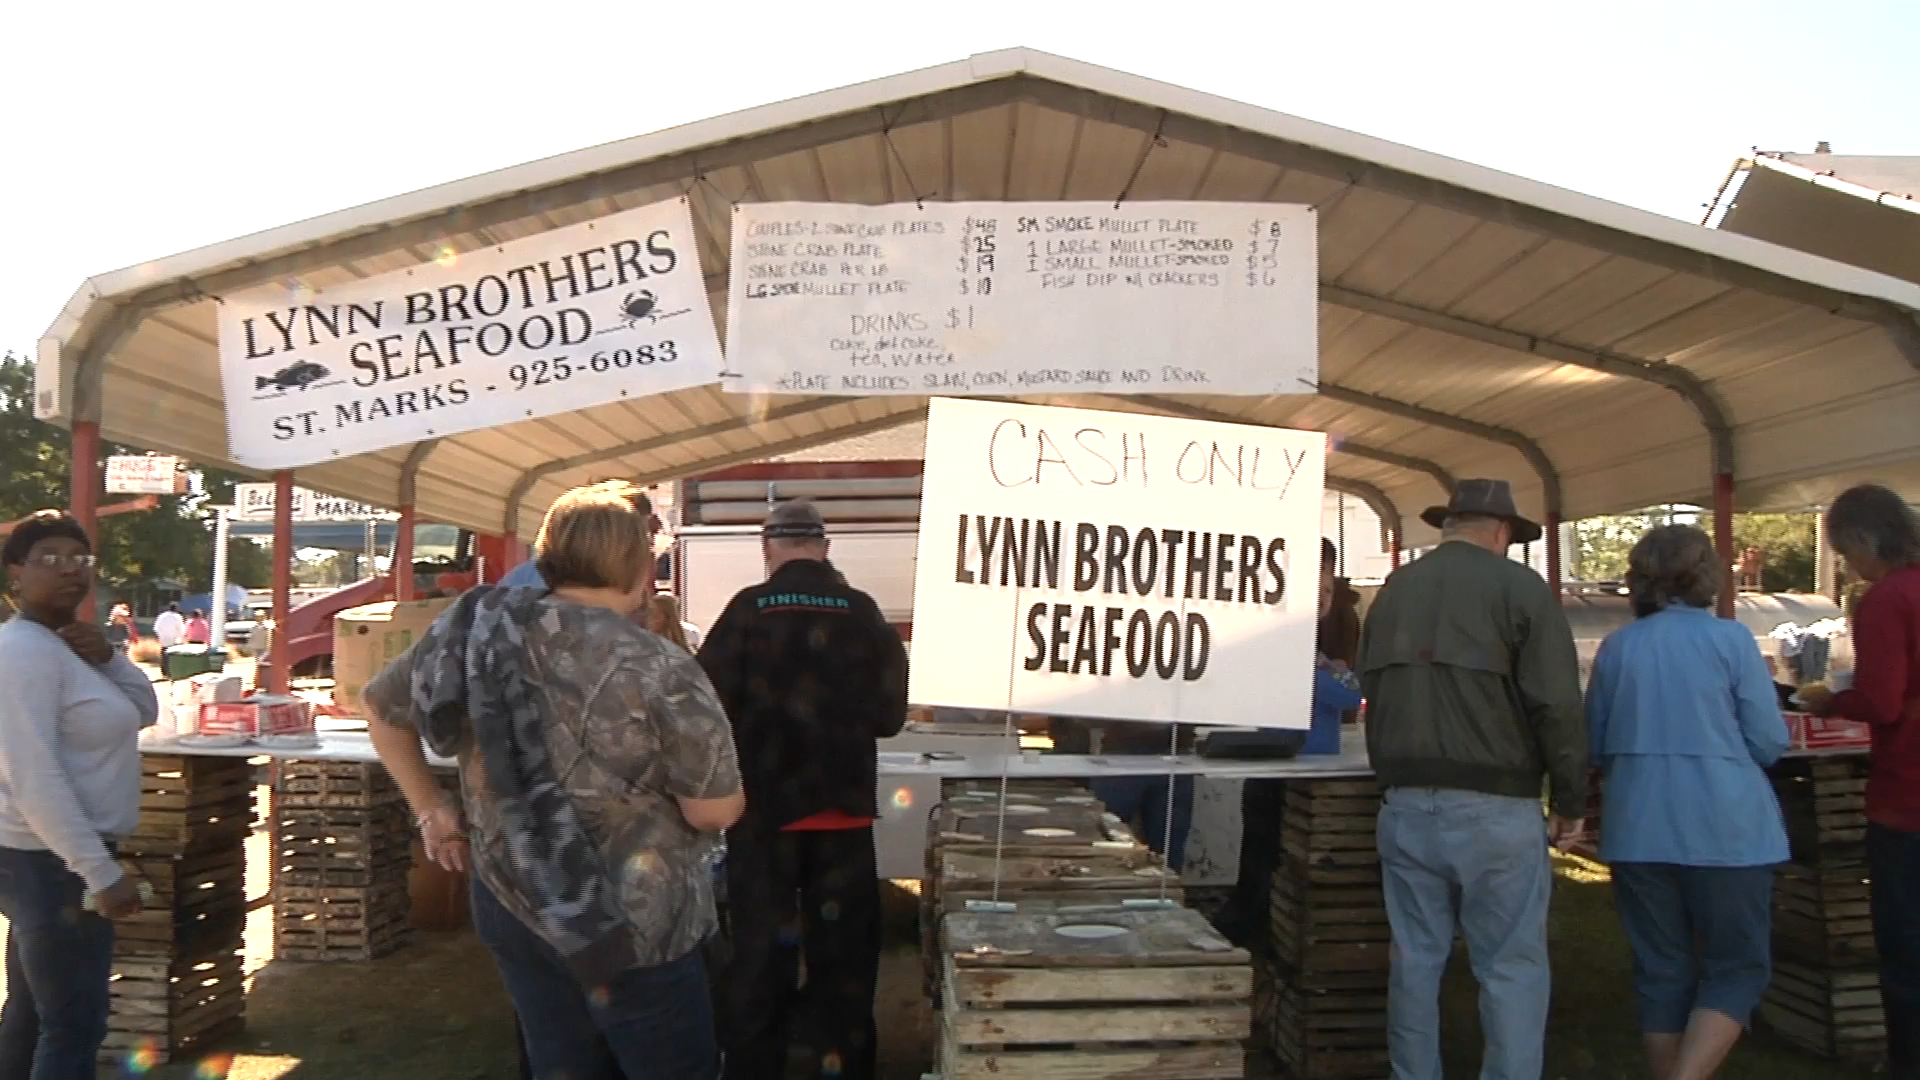 LYNN BROTHERS
SEAFOOD
ST. MARKS - 925-6083
COUPLES-2 STONE CRAB PLATES $48
STONE CRAB PLATE $25
STONE CRAB PER LB $19
LG SMOKE MULLET PLATE $10
SM SMOKE MULLET PLATE $8
1 LARGE MULLET-SMOKED $7
1 SMALL MULLET-SMOKED $5
FISH DIP W/ CRACKERS $6
DRINKS $1
Coke, diet coke,
tea, water
*PLATE INCLUDES: SLAW, CORN, MUSTARD SAUCE AND DRINK
CASH ONLY
LYNN BROTHERS
SEAFOOD
FINISHER
MARK